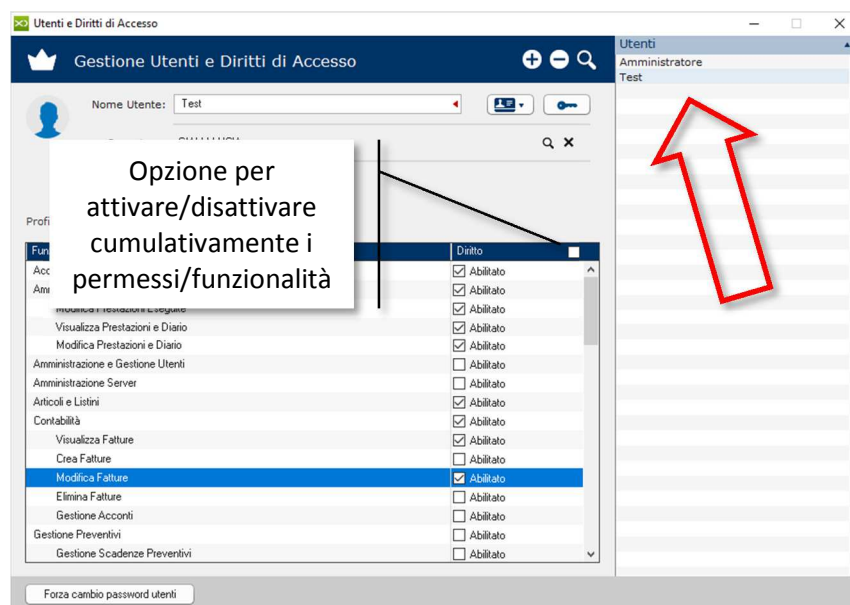 Utenti e Diritti di Accesso
Gestione Utenti e Diritti di Accesso
Utenti
Amministratore
Test
Nome Utente: Test
Opzione per
attivare/disattivare
cumulativamente i
permessi/funzionalità
Diritto
Abilitato
Abilitato
Modifica Prestazioni Eseguite Abilitato
Visualizza Prestazioni e Diario Abilitato
Modifica Prestazioni e Diario Abilitato
Amministrazione e Gestione Utenti Abilitato
Amministrazione Server Abilitato
Articoli e Listini Abilitato
Contabilità Abilitato
Visualizza Fatture Abilitato
Crea Fatture Abilitato
Modifica Fatture Abilitato
Elimina Fatture Abilitato
Gestione Acconti Abilitato
Gestione Preventivi Abilitato
Gestione Scadenze Preventivi Abilitato
Forza cambio password utenti